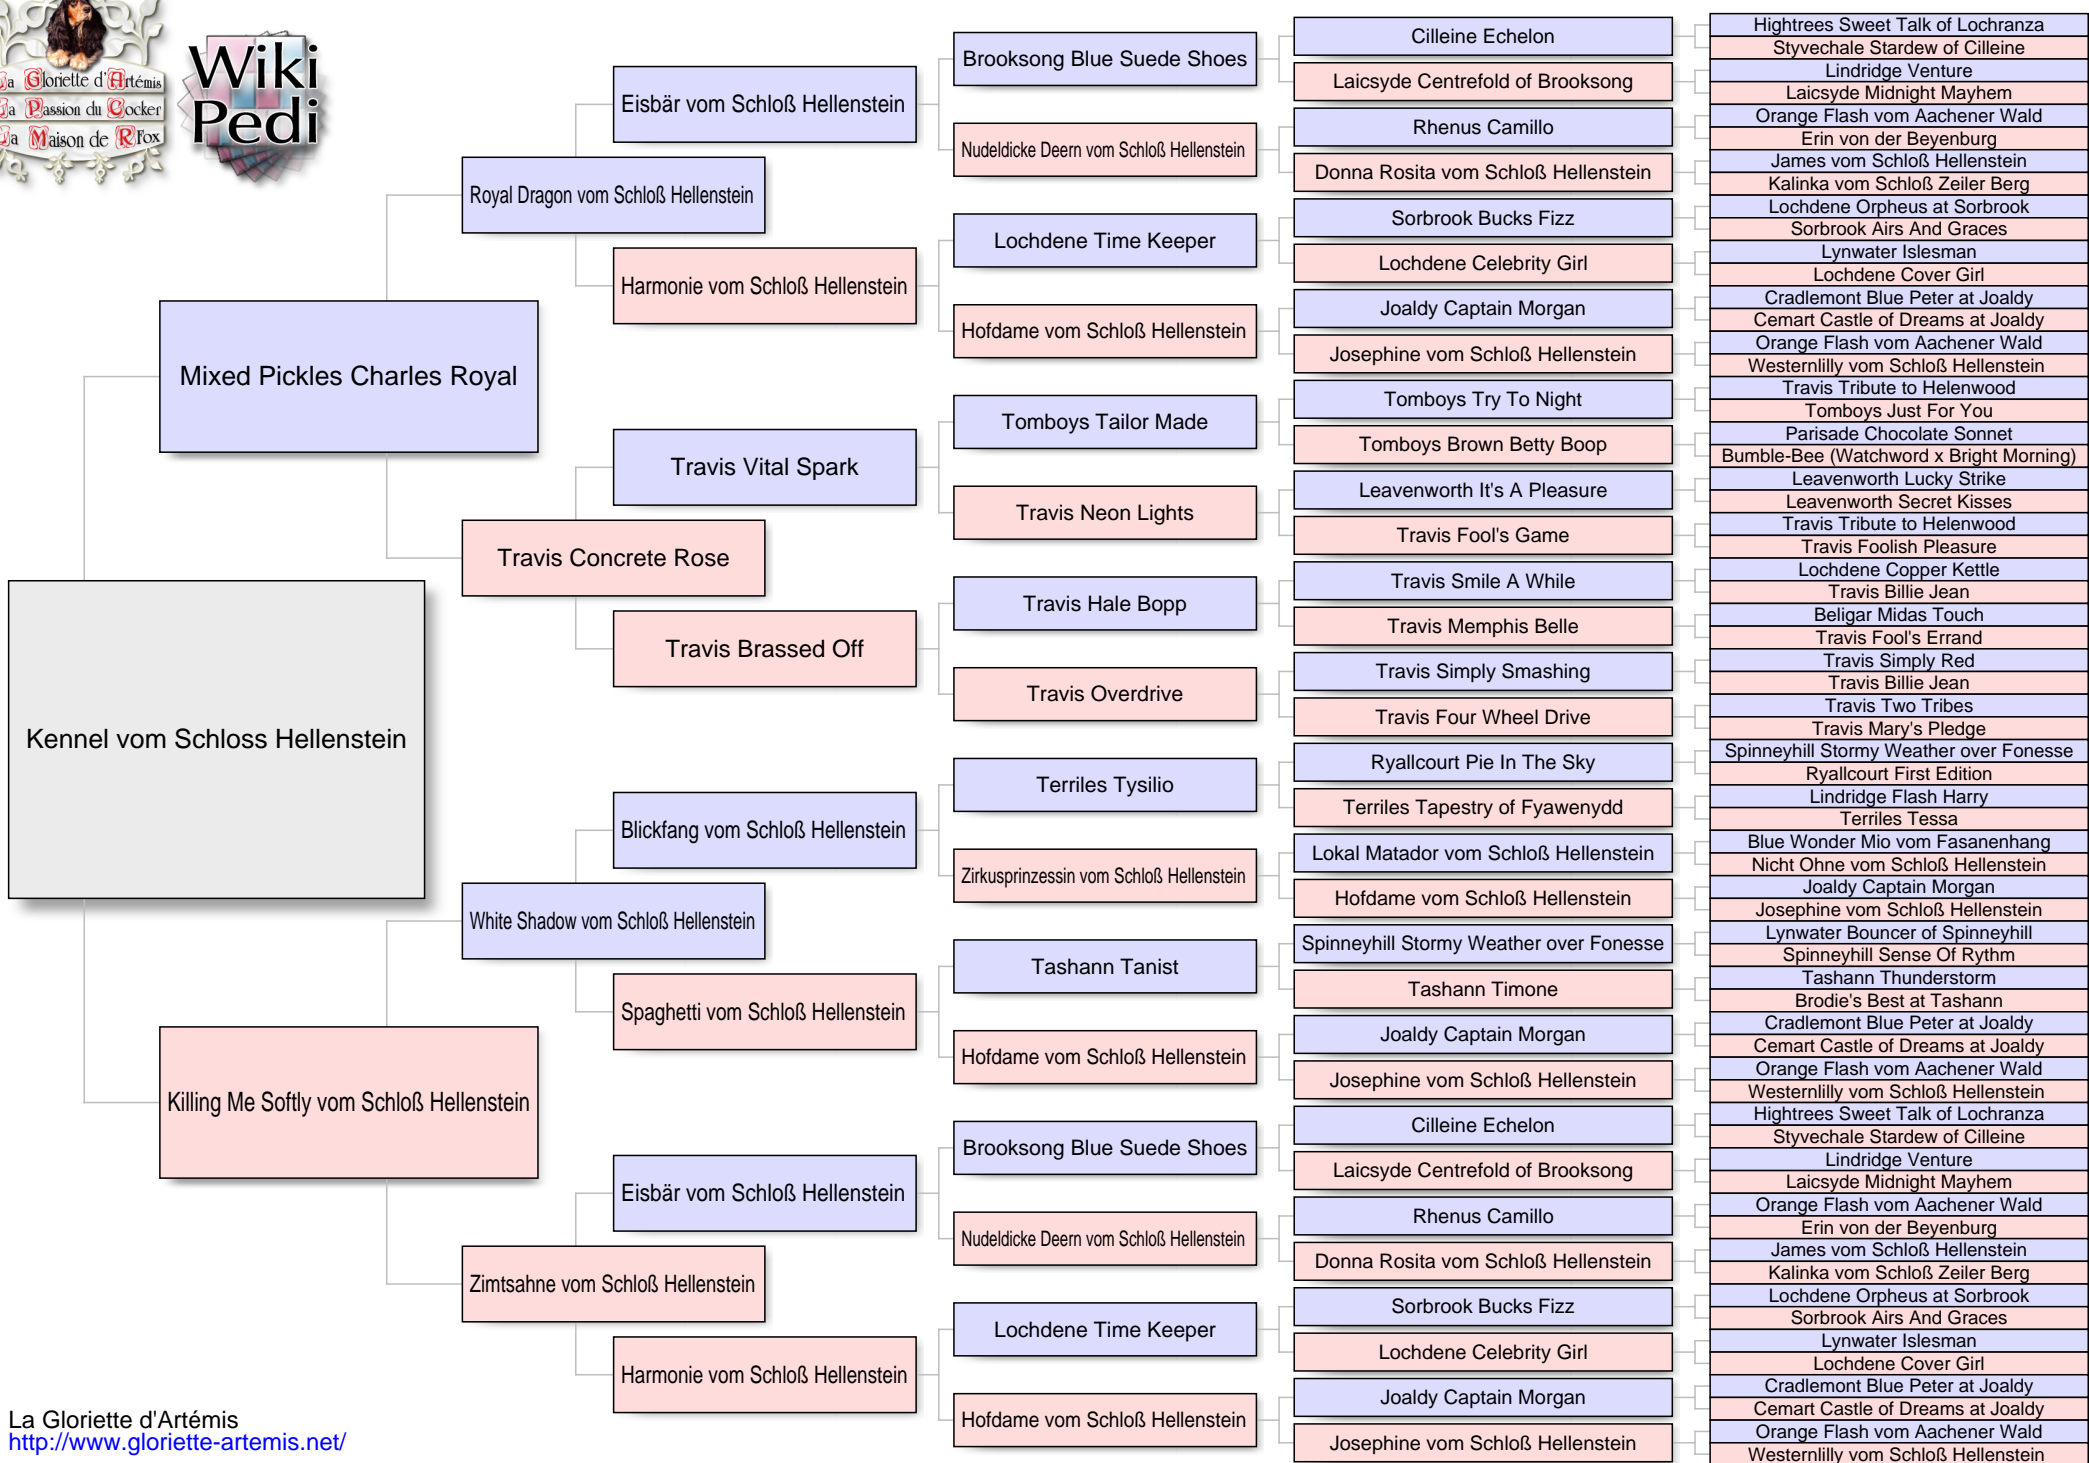 La Gloriette d'Artémis
La Passion du Cocker
La Maison de R'Fox
Wiki
Pedi
Kennel vom Schloss Hellenstein
Mixed Pickles Charles Royal
Killing Me Softly vom Schloß Hellenstein
Royal Dragon vom Schloß Hellenstein
Travis Concrete Rose
White Shadow vom Schloß Hellenstein
Zimtsahne vom Schloß Hellenstein
Eisbär vom Schloß Hellenstein
Harmonie vom Schloß Hellenstein
Travis Vital Spark
Travis Brassed Off
Blickfang vom Schloß Hellenstein
Spaghetti vom Schloß Hellenstein
Eisbär vom Schloß Hellenstein
Harmonie vom Schloß Hellenstein
Brooksong Blue Suede Shoes
Nudeldicke Deern vom Schloß Hellenstein
Lochdene Time Keeper
Hofdame vom Schloß Hellenstein
Tomboys Tailor Made
Travis Neon Lights
Travis Hale Bopp
Travis Overdrive
Terriles Tysilio
Zirkusprinzessin vom Schloß Hellenstein
Tashann Tanist
Hofdame vom Schloß Hellenstein
Brooksong Blue Suede Shoes
Nudeldicke Deern vom Schloß Hellenstein
Lochdene Time Keeper
Hofdame vom Schloß Hellenstein
Cilleine Echelon
Laicsyde Centrefold of Brooksong
Rhenus Camillo
Donna Rosita vom Schloß Hellenstein
Sorbrook Bucks Fizz
Lochdene Celebrity Girl
Joaldy Captain Morgan
Josephine vom Schloß Hellenstein
Tomboys Try To Night
Tomboys Brown Betty Boop
Leavenworth It's A Pleasure
Travis Fool's Game
Travis Smile A While
Travis Memphis Belle
Travis Simply Smashing
Travis Four Wheel Drive
Ryallcourt Pie In The Sky
Terriles Tapestry of Fyawenydd
Lokal Matador vom Schloß Hellenstein
Hofdame vom Schloß Hellenstein
Spinneyhill Stormy Weather over Fonesse
Tashann Timone
Joaldy Captain Morgan
Josephine vom Schloß Hellenstein
Cilleine Echelon
Laicsyde Centrefold of Brooksong
Rhenus Camillo
Donna Rosita vom Schloß Hellenstein
Sorbrook Bucks Fizz
Lochdene Celebrity Girl
Joaldy Captain Morgan
Josephine vom Schloß Hellenstein
Hightrees Sweet Talk of Lochranza
Styvechale Stardew of Cilleine
Lindridge Venture
Laicsyde Midnight Mayhem
Orange Flash vom Aachener Wald
Erin von der Beyenburg
James vom Schloß Hellenstein
Kalinka vom Schloß Zeiler Berg
Lochdene Orpheus at Sorbrook
Sorbrook Airs And Graces
Lynwater Islesman
Lochdene Cover Girl
Cradlemont Blue Peter at Joaldy
Cemart Castle of Dreams at Joaldy
Orange Flash vom Aachener Wald
Westernlilly vom Schloß Hellenstein
Travis Tribute to Helenwood
Tomboys Just For You
Parisade Chocolate Sonnet
Bumble-Bee (Watchword x Bright Morning)
Leavenworth Lucky Strike
Leavenworth Secret Kisses
Travis Tribute to Helenwood
Travis Foolish Pleasure
Lochdene Copper Kettle
Travis Billie Jean
Beligar Midas Touch
Travis Fool's Errand
Travis Simply Red
Travis Billie Jean
Travis Two Tribes
Travis Mary's Pledge
Spinneyhill Stormy Weather over Fonesse
Ryallcourt First Edition
Lindridge Flash Harry
Terriles Tessa
Blue Wonder Mio vom Fasanenhang
Nicht Ohne vom Schloß Hellenstein
Joaldy Captain Morgan
Josephine vom Schloß Hellenstein
Lynwater Bouncer of Spinneyhill
Spinneyhill Sense Of Rythm
Tashann Thunderstorm
Brodie's Best at Tashann
Cradlemont Blue Peter at Joaldy
Cemart Castle of Dreams at Joaldy
Orange Flash vom Aachener Wald
Westernlilly vom Schloß Hellenstein
Hightrees Sweet Talk of Lochranza
Styvechale Stardew of Cilleine
Lindridge Venture
Laicsyde Midnight Mayhem
Orange Flash vom Aachener Wald
Erin von der Beyenburg
James vom Schloß Hellenstein
Kalinka vom Schloß Zeiler Berg
Lochdene Orpheus at Sorbrook
Sorbrook Airs And Graces
Lynwater Islesman
Lochdene Cover Girl
Cradlemont Blue Peter at Joaldy
Cemart Castle of Dreams at Joaldy
Orange Flash vom Aachener Wald
Westernlilly vom Schloß Hellenstein
La Gloriette d'Artémis
http://www.gloriette-artemis.net/